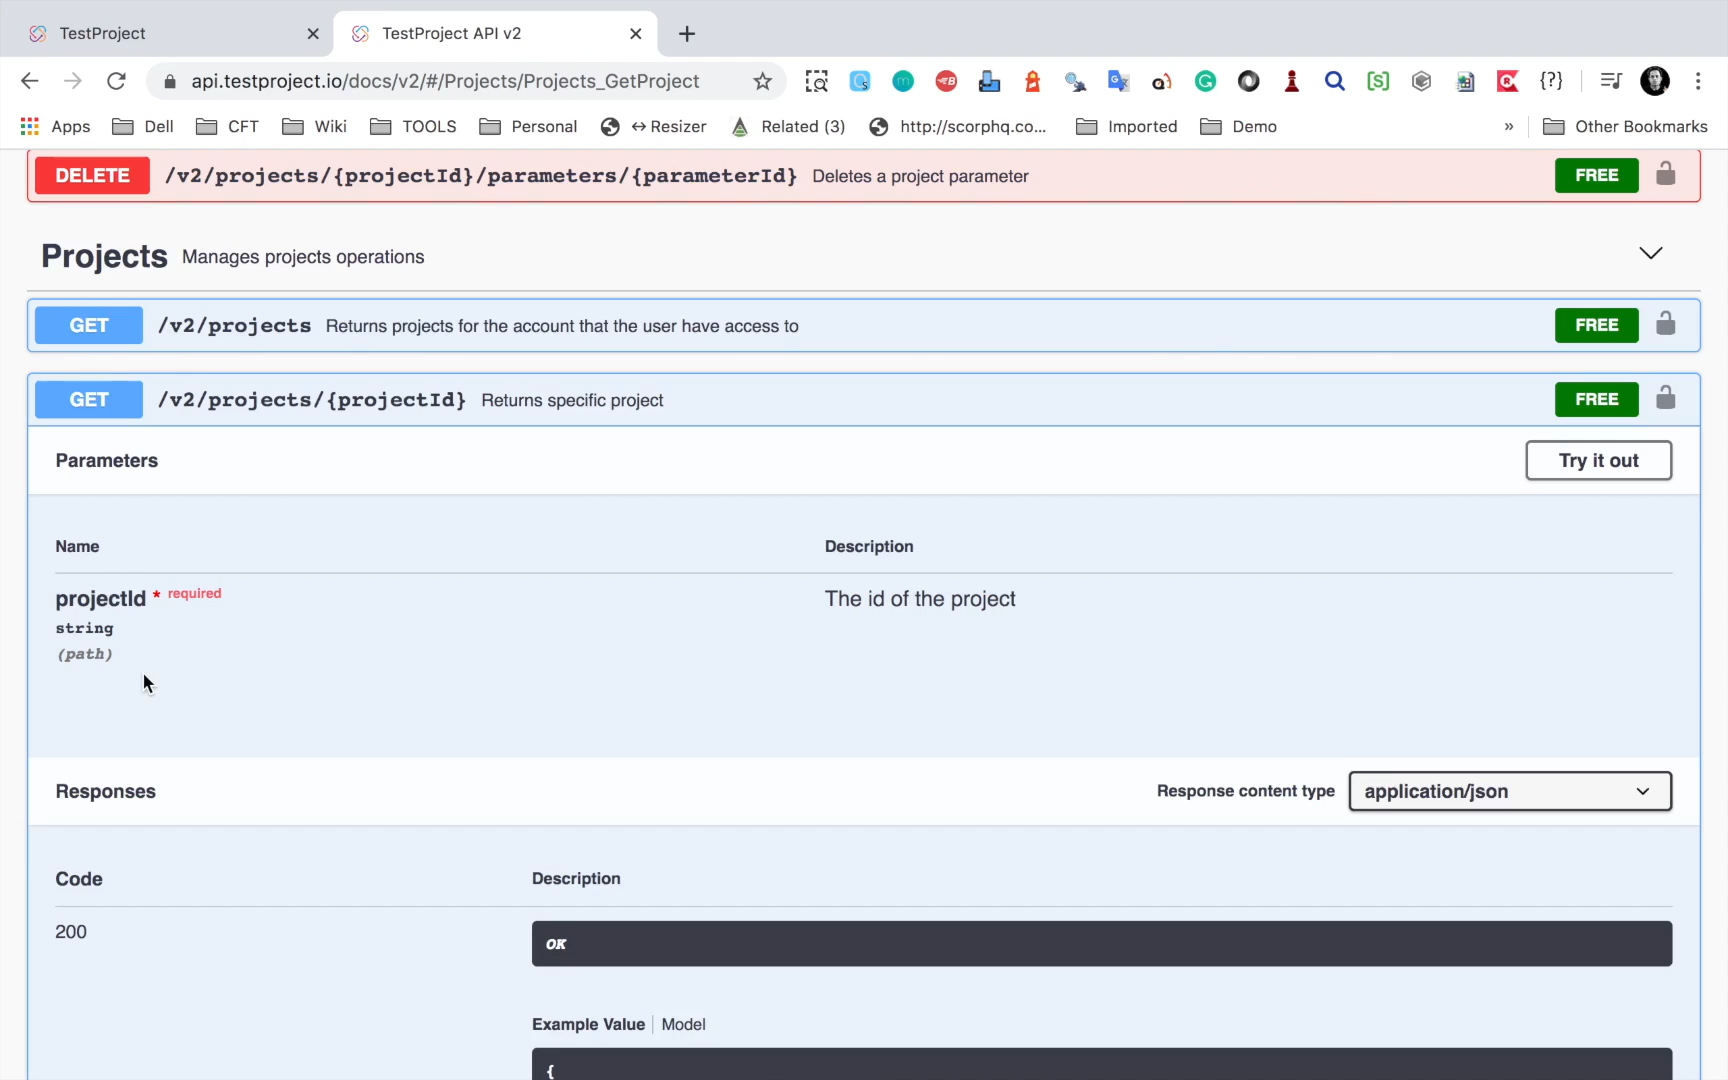 TestProject
TestProject API v2
api.testproject.io/docs/v2/#/Projects/Projects_GetProject
Apps Dell CFT Wiki TOOLS Personal ↔Resizer Related (3) http://scorphq.co... Imported Demo » Other Bookmarks
DELETE /v2/projects/{projectId}/parameters/{parameterId} Deletes a project parameter FREE
Projects Manages projects operations
GET /v2/projects Returns projects for the account that the user have access to FREE
GET /v2/projects/{projectId} Returns specific project FREE
Parameters Try it out
Name Description
projectId * required The id of the project
string
(path)
Responses Response content type application/json
Code Description
200 OK
Example Value Model
{